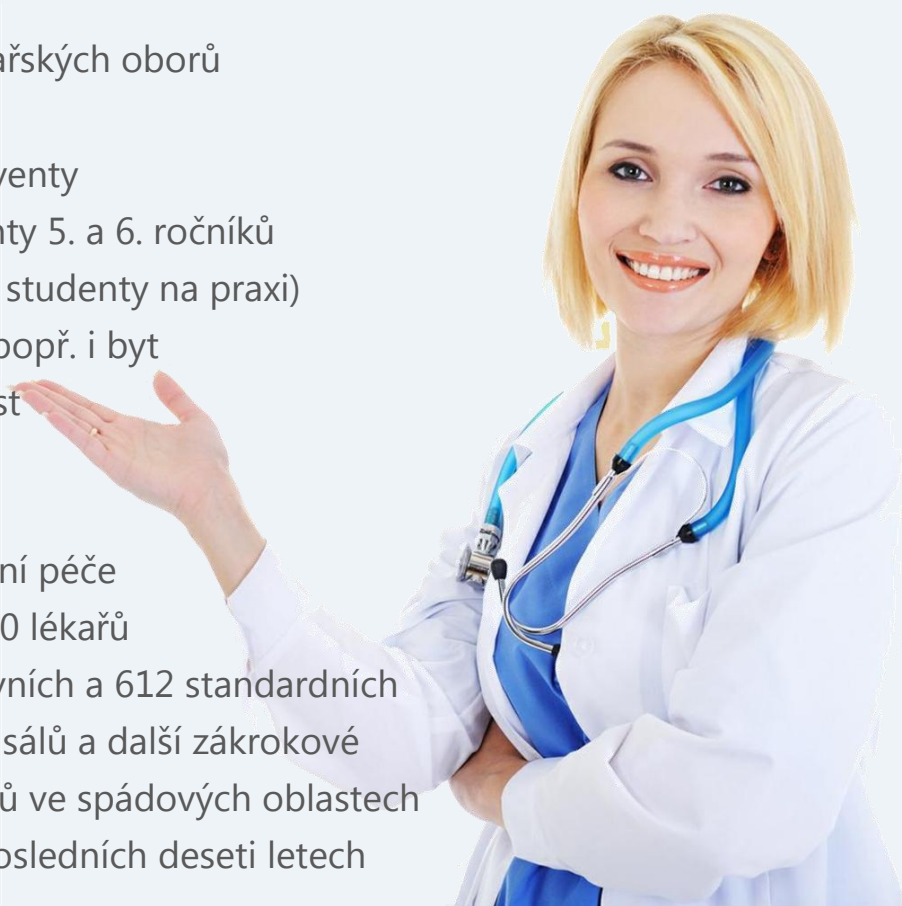 ařských oborů
venty
nty 5. a 6. ročníků
studenty na praxi)
popř. i byt
st
ní péče
0 lékařů
vních a 612 standardních
sálů a další zákrokové
ů ve spádových oblastech
osledních deseti letech